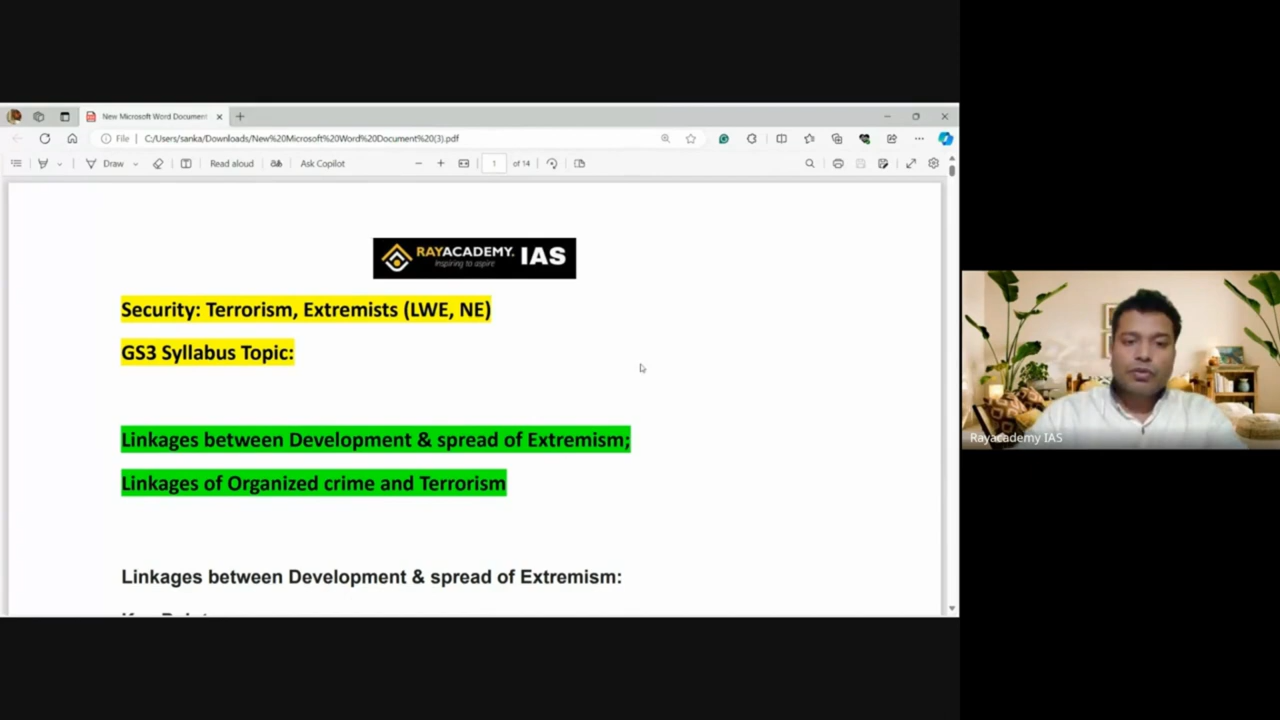 New Microsoft Word Document
File
C:/Users/sanka/Downloads/New%20Microsoft%20Word%20Document%20(3).pdf
Draw
Read aloud
Ask Copilot
1
of 14
RAYACADEMY. IAS
Inspiring to aspire
Security: Terrorism, Extremists (LWE, NE)
GS3 Syllabus Topic:
Linkages between Development & spread of Extremism;
Linkages of Organized crime and Terrorism
Linkages between Development & spread of Extremism:
Rayacademy IAS